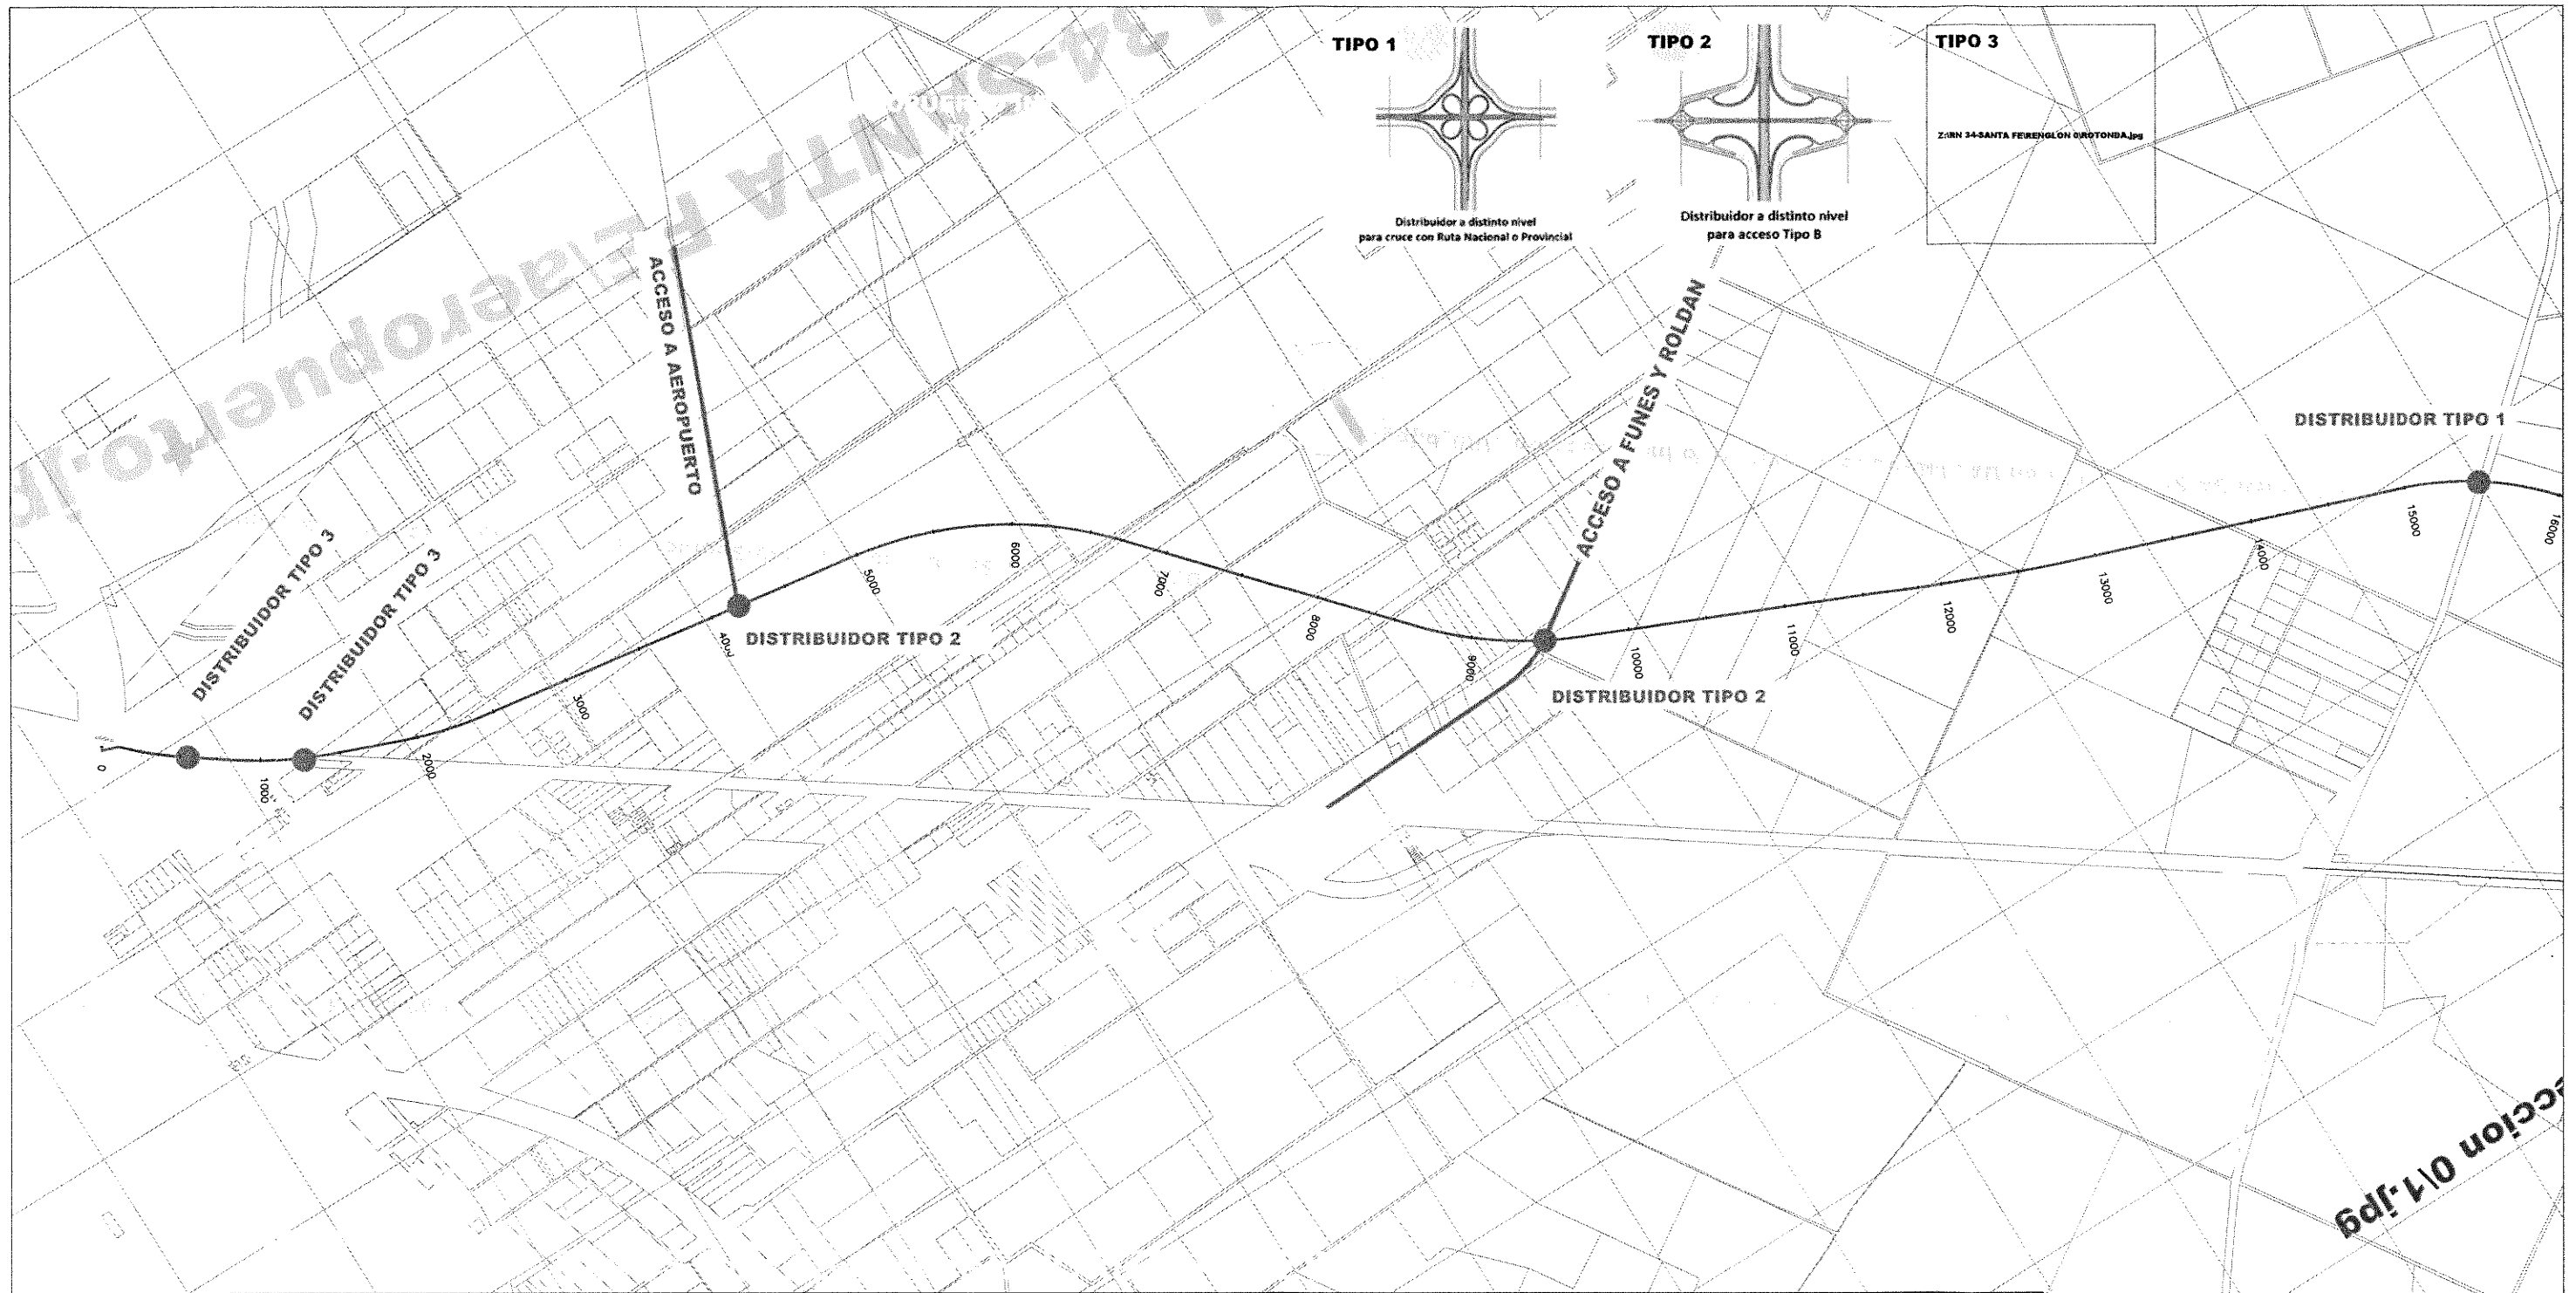 TIPO 1
TIPO 2
TIPO 3
Z:\RN 34-SANTA FE\RENGLON 0\ROTONDA.jpg
Distribuidor a distinto nivel
para cruce con Ruta Nacional o Provincial
Distribuidor a distinto nivel
para acceso Tipo B
34-SANTA FE\aeropuerto.jp
ACCESO A AEROPUERTO
ACCESO A FUNES Y ROLDAN
DISTRIBUIDOR TIPO 1
DISTRIBUIDOR TIPO 3
DISTRIBUIDOR TIPO 3
DISTRIBUIDOR TIPO 2
DISTRIBUIDOR TIPO 2
0
1000
2000
3000
4000
5000
6000
7000
8000
9000
10000
11000
12000
13000
14000
15000
16000
eccion 0\1.jpg